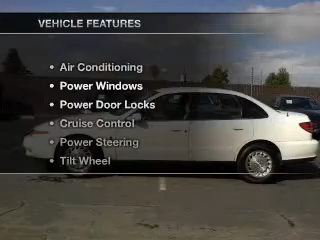 VEHICLE FEATURES
• Air Conditioning
• Power Windows
• Power Door Locks
• Cruise Control
• Power Steering
• Tilt Wheel